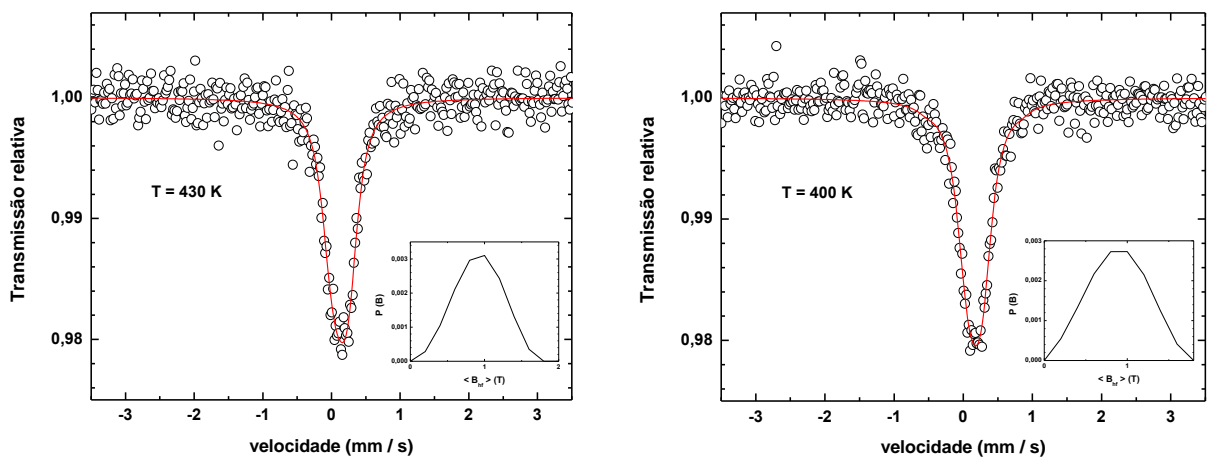 1,00
0,99
0,98
Transmissão relativa
T = 430 K
0,003
0,002
0,001
0,000
P (B)
0 1 2
< B_hf > (T)
-3 -2 -1 0 1 2 3
velocidade (mm / s)
1,00
0,99
0,98
Transmissão relativa
T = 400 K
0,003
0,002
0,001
0,000
P (B)
0 1
< B_hf > (T)
-3 -2 -1 0 1 2 3
velocidade (mm / s)